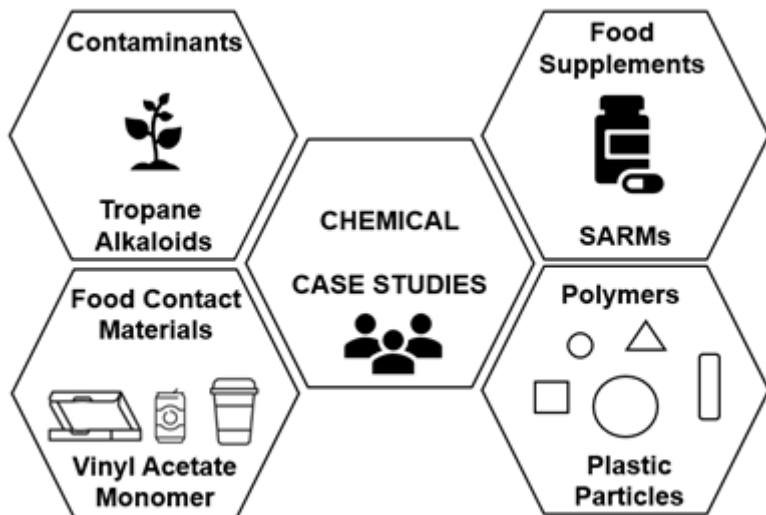 Contaminants
Tropane
Alkaloids
Food
Supplements
SARMs
CHEMICAL
CASE STUDIES
Food Contact
Materials
Vinyl Acetate
Monomer
Polymers
Plastic
Particles